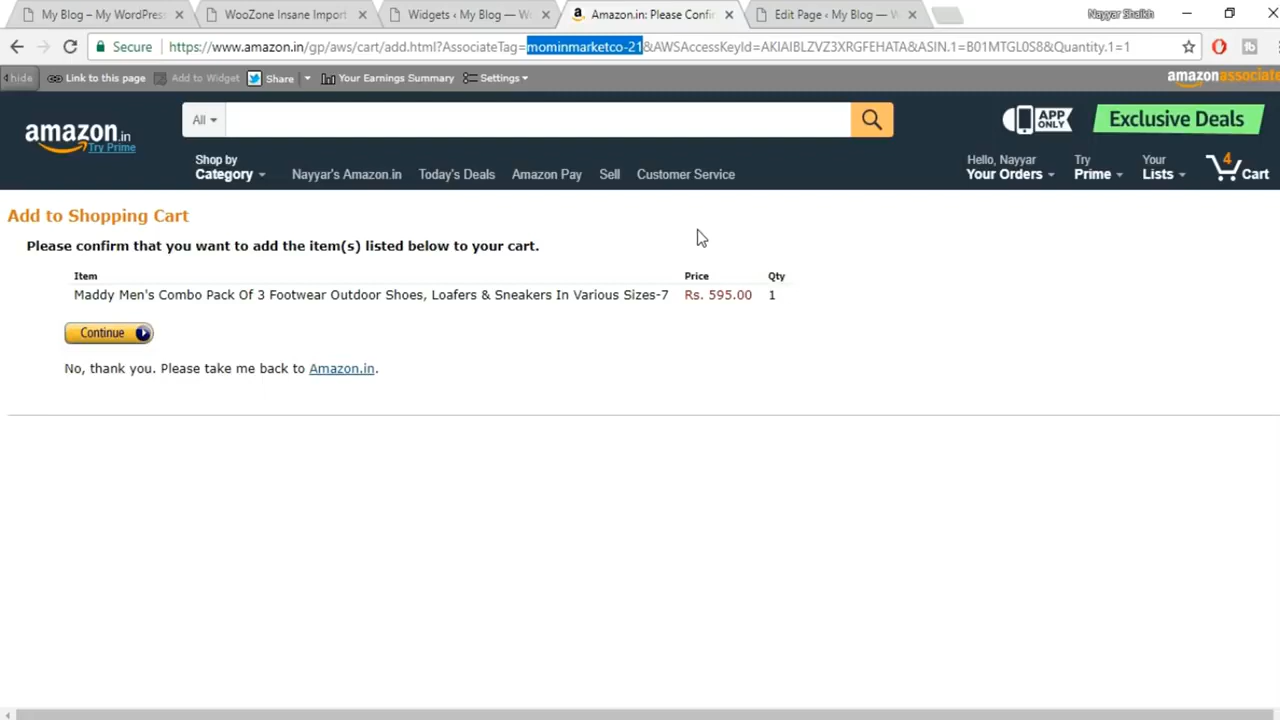 My Blog – My WordPress
WooZone Insane Import
Widgets ‹ My Blog — W
Amazon.in: Please Confir
Edit Page ‹ My Blog — W
Nayyar Shaikh
Secure https://www.amazon.in/gp/aws/cart/add.html?AssociateTag=mominmarketco-21&AWSAccessKeyId=AKIAIBLZVZ3XRGFEHATA&ASIN.1=B01MTGL0S8&Quantity.1=1
hide Link to this page Add to Widget Share Your Earnings Summary Settings amazonassociate
All
APP ONLY
Exclusive Deals
amazon.in
Try Prime
Shop by Category
Nayyar's Amazon.in Today's Deals Amazon Pay Sell Customer Service
Hello, Nayyar
Your Orders
Try
Prime
Your
Lists
4
Cart
Add to Shopping Cart
Please confirm that you want to add the item(s) listed below to your cart.
Item Price Qty
Maddy Men's Combo Pack Of 3 Footwear Outdoor Shoes, Loafers & Sneakers In Various Sizes-7 Rs. 595.00 1
Continue
No, thank you. Please take me back to Amazon.in.